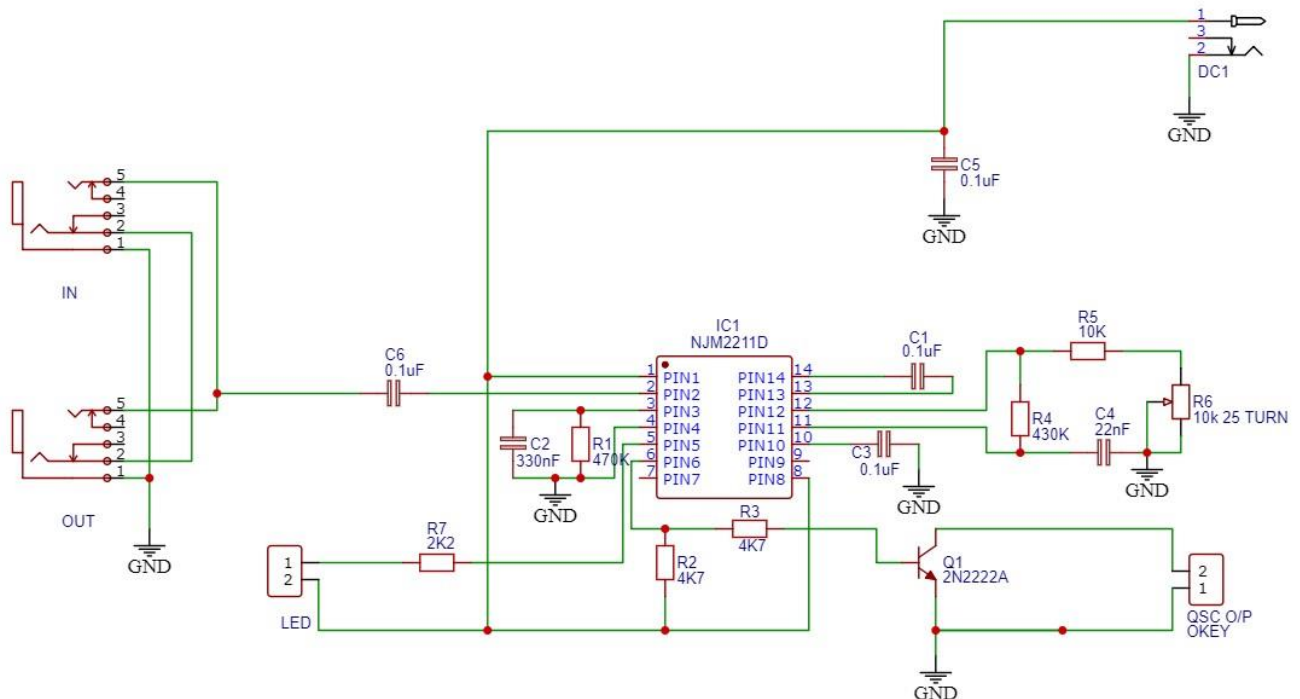 1
3
2
DC1
GND
C5
0.1uF
GND
5
4
3
2
1
IN
5
4
3
2
1
OUT
GND
C6
0.1uF
IC1
NJM2211D
1
2
3
4
5
6
7
PIN1
PIN2
PIN3
PIN4
PIN5
PIN6
PIN7
PIN14
PIN13
PIN12
PIN11
PIN10
PIN9
PIN8
14
13
12
11
10
9
8
C2
330nF
R1
470K
GND
C1
0.1uF
C3
0.1uF
GND
R5
10K
R4
430K
C4
22nF
R6
10k 25 TURN
GND
R7
2K2
1
2
LED
R2
4K7
R3
4K7
Q1
2N2222A
GND
2
1
QSC O/P
OKEY